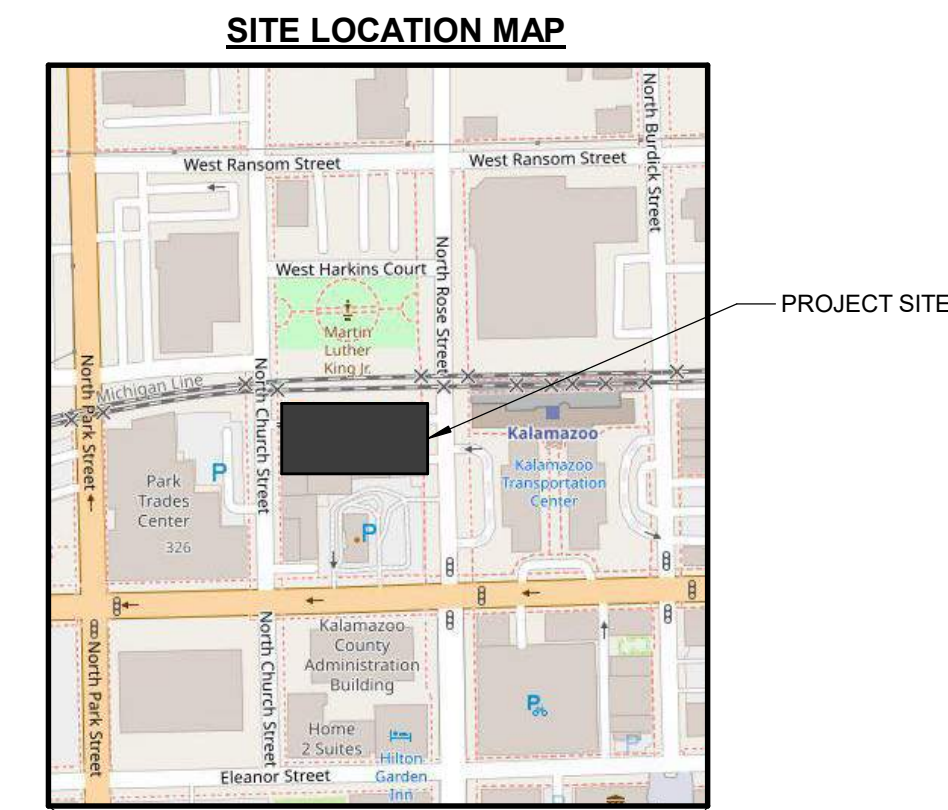 SITE LOCATION MAP
North Burdick Street
West Ransom Street
West Ransom Street
West Harkins Court
North Rose Street
Martin
Luther
King Jr.
PROJECT SITE
Michigan Line
North Park Street
North Church Street
Kalamazoo
Kalamazoo
Transportation
Center
Park
Trades
Center
326
P
P
North Park Street
North Church Street
Kalamazoo
County
Administration
Building
P
Home
2 Suites
Hilton
Garden
Inn
P
Eleanor Street
P